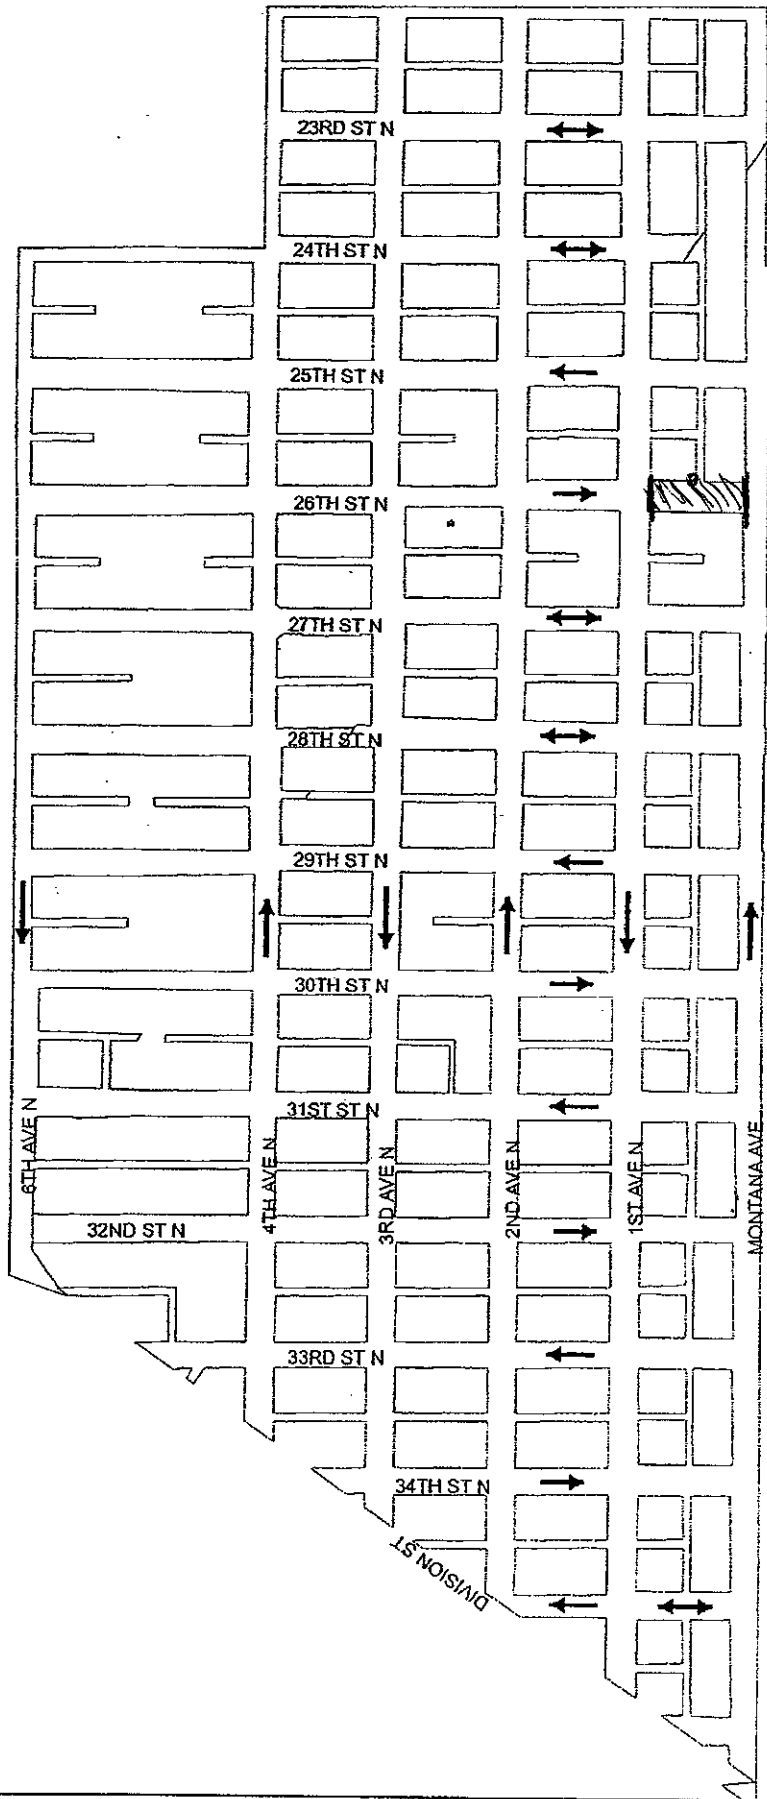 23RD ST N
24TH ST N
25TH ST N
26TH ST N
27TH ST N
28TH ST N
29TH ST N
30TH ST N
31ST ST N
6TH AVE N
4TH AVE N
3RD AVE N
2ND AVE N
1ST AVE N
MONTANA AVE
32ND ST N
33RD ST N
34TH ST N
DIVISION ST